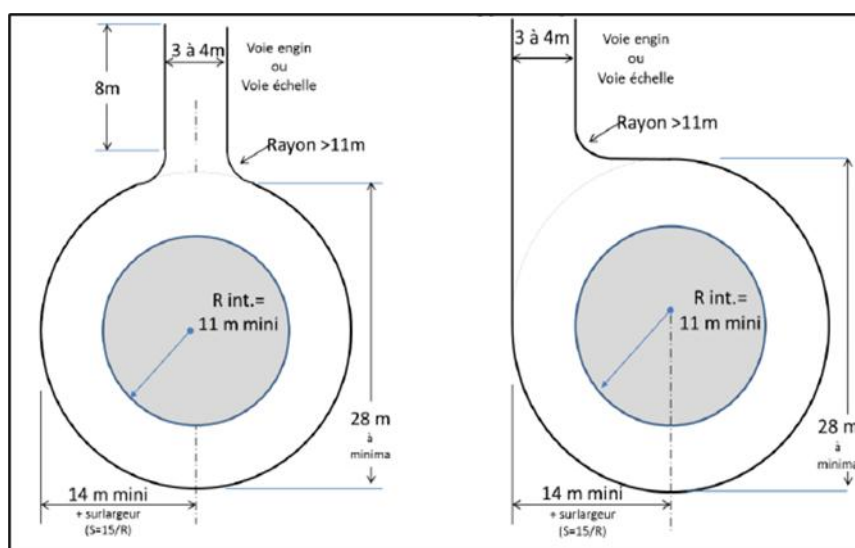 3 à 4m
Voie engin
ou
Voie échelle
8m
Rayon >11m
R int.=
11 m mini
28 m
à
minima
14 m mini
+ surlargeur
(S=15/R)
3 à 4m
Voie engin
ou
Voie échelle
Rayon >11m
R int.=
11 m mini
28 m
à
minima
14 m mini
+ surlargeur
(S=15/R)